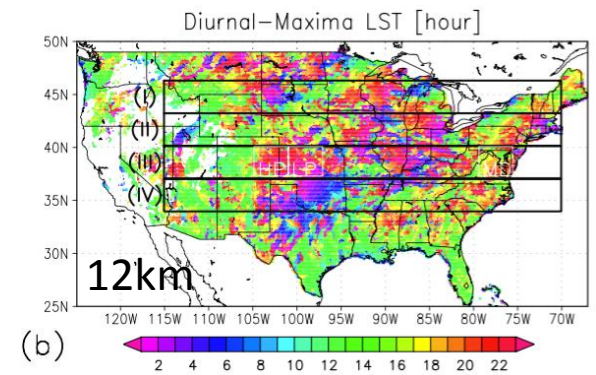 Diurnal-Maxima LST [hour]
50N
45N
(I)
(II)
40N
(III)
35N
(IV)
30N
12km
25N
120W 115W 110W 105W 100W 95W 90W 85W 80W 75W 70W
(b)
2 4 6 8 10 12 14 16 18 20 22